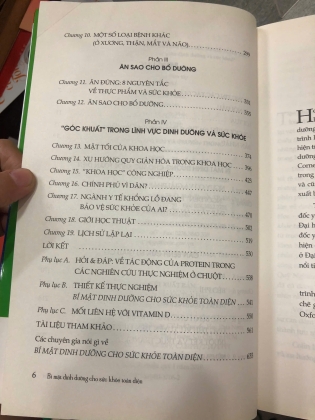 Chương 10. MỘT SỐ LOẠI BỆNH KHÁC
(Ở XƯƠNG, THẬN, MẮT VÀ NÃO)
Phần III
ĂN SAO CHO BỔ DƯỠNG
Chương 11. ĂN ĐÚNG: 8 NGUYÊN TẮC
VỀ THỰC PHẨM VÀ SỨC KHỎE
Chương 12. ĂN SAO CHO BỔ DƯỠNG
Phần IV
"GÓC KHUẤT" TRONG LĨNH VỰC DINH DƯỠNG VÀ SỨC KHỎE
Chương 13. MẶT TỐI CỦA KHOA HỌC 374
Chương 14. XU HƯỚNG QUY GIẢN HÓA TRONG KHOA HỌC
Chương 15. "KHOA HỌC" CÔNG NGHIỆP
Chương 16. CHÍNH PHỦ VÌ DÂN?
Chương 17. NGÀNH Y TẾ KHỔNG LỒ ĐANG
BẢO VỆ SỨC KHỎE CỦA AI?
Chương 18. GIỚI HỌC THUẬT
Chương 19. LỊCH SỬ LẶP LẠI
LỜI KẾT
Phụ lục A. HỎI & ĐÁP: VỀ TÁC ĐỘNG CỦA PROTEIN TRONG
CÁC NGHIÊN CỨU THỰC NGHIỆM Ở CHUỘT
Phụ lục B. THIẾT KẾ THỰC NGHIỆM
BÍ MẬT DINH DƯỠNG CHO SỨC KHỎE TOÀN DIỆN
Phụ lục C. MỐI LIÊN HỆ VỚI VITAMIN D
TÀI LIỆU THAM KHẢO
Các chuyên gia nói gì về
BÍ MẬT DINH DƯỠNG CHO SỨC KHỎE TOÀN DIỆN
6 Bí mật dinh dưỡng cho sức khỏe toàn diện